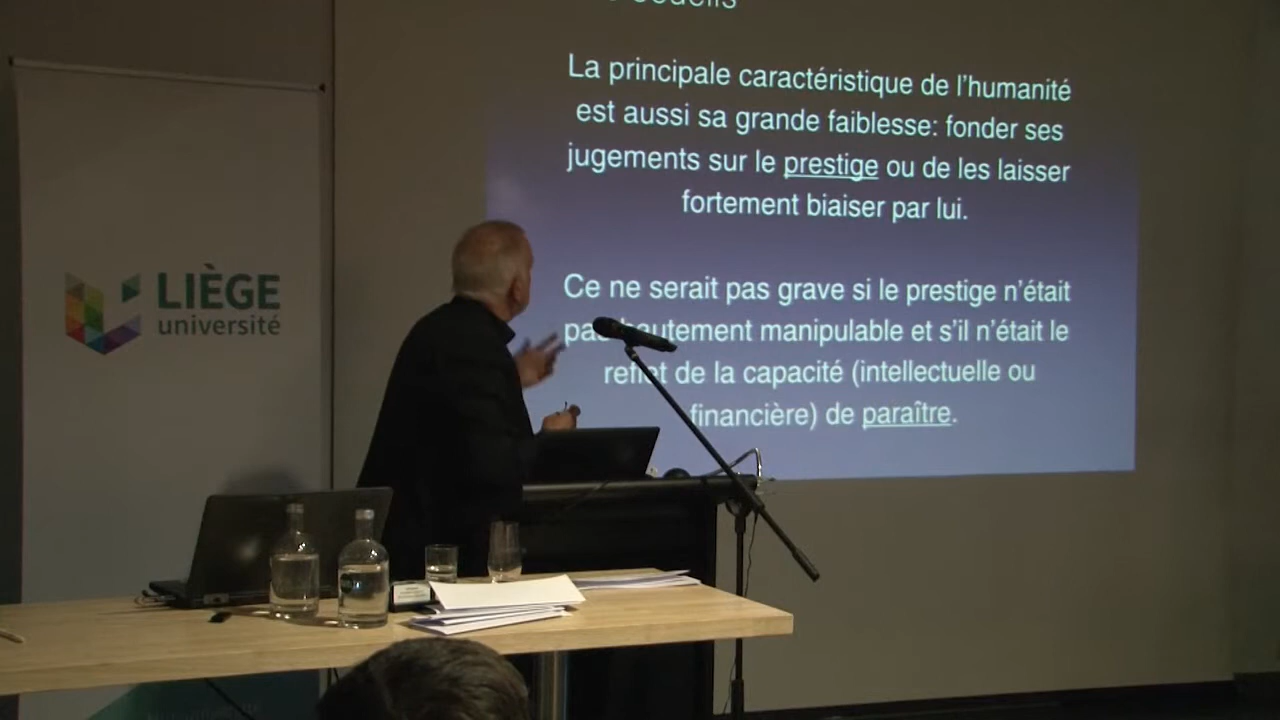 La principale caractéristique de l'humanité
est aussi sa grande faiblesse: fonder ses
jugements sur le prestige ou de les laisser
fortement biaiser par lui.
Ce ne serait pas grave si le prestige n'était
pas hautement manipulable et s'il n'était le
reflet de la capacité (intellectuelle ou
financière) de paraître.
LIÈGE
université